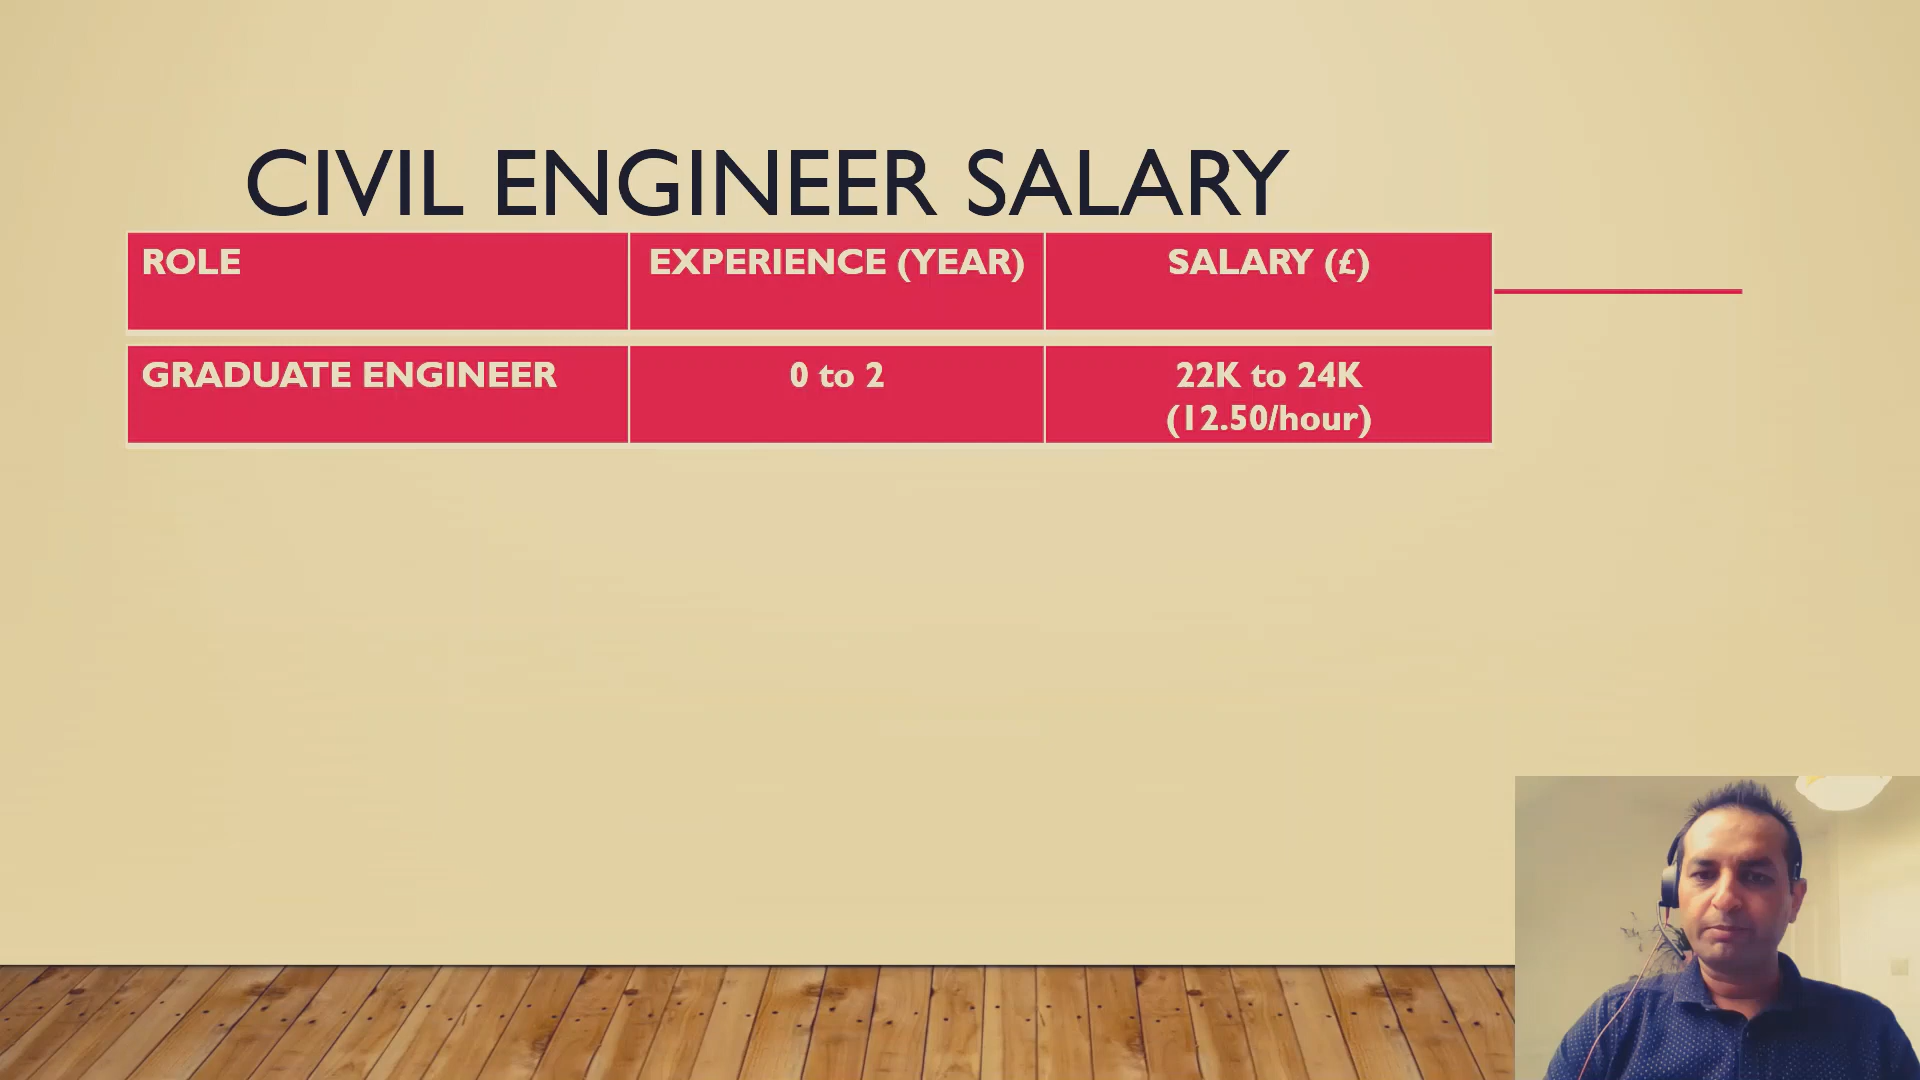 CIVIL ENGINEER SALARY
ROLE EXPERIENCE (YEAR) SALARY (£)
GRADUATE ENGINEER 0 to 2 22K to 24K
(12.50/hour)